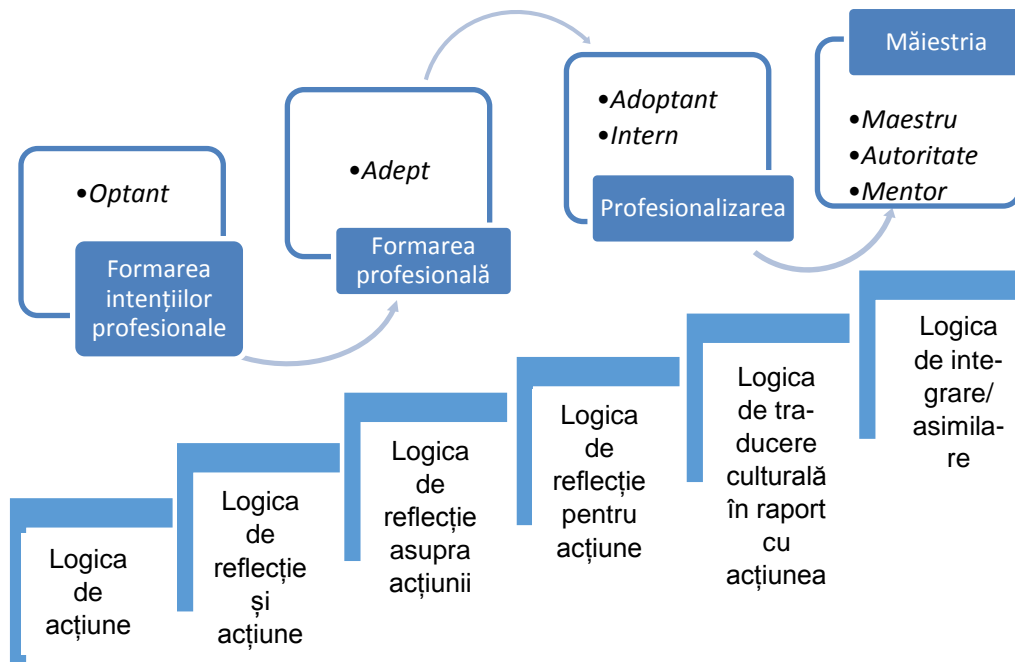 •Optant
Formarea
intențiilor
profesionale
•Adept
Formarea
profesională
•Adoptant
•Intern
Profesionalizarea
Măiestria
•Maestru
•Autoritate
•Mentor
Logica
de
acțiune
Logica
de
reflecție
și
acțiune
Logica
de
reflecție
asupra
acțiunii
Logica
de
reflecție
pentru
acțiune
Logica
de tra-
ducere
culturală
în raport
cu
acțiunea
Logica
de inte-
grare/
asimila-
re